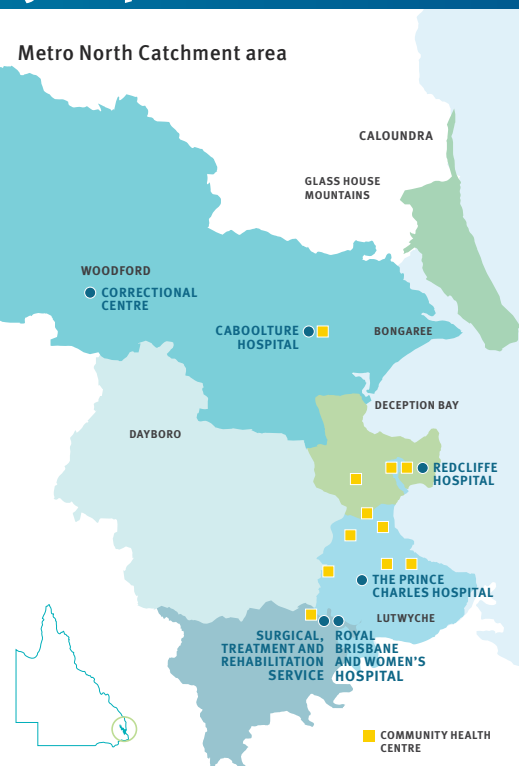 Metro North Catchment area
CALOUNDRA
GLASS HOUSE
MOUNTAINS
WOODFORD
CORRECTIONAL
CENTRE
CABOOLTURE
HOSPITAL
BONGAREE
DECEPTION BAY
DAYBORO
REDCLIFFE
HOSPITAL
THE PRINCE
CHARLES HOSPITAL
LUTWYCHE
SURGICAL,
TREATMENT AND
REHABILITATION
SERVICE
ROYAL
BRISBANE
AND WOMEN'S
HOSPITAL
COMMUNITY HEALTH
CENTRE